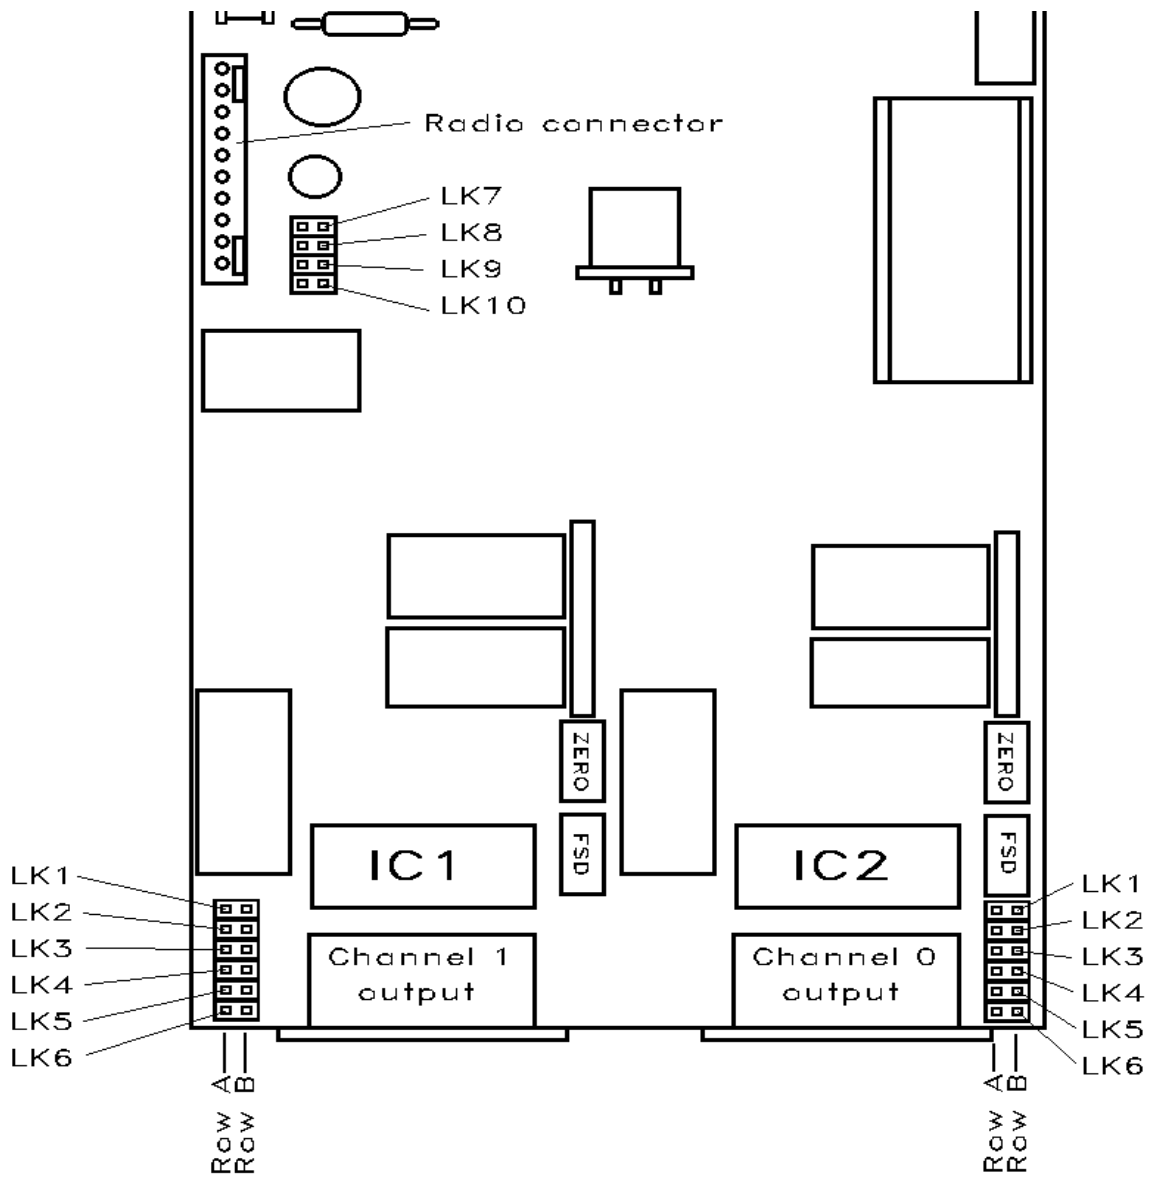 Radio connector
LK7
LK8
LK9
LK10
ZERO
ZERO
FSD
FSD
IC1
IC2
LK1
LK2
LK3
LK4
LK5
LK6
Channel 1
output
Channel 0
output
LK1
LK2
LK3
LK4
LK5
LK6
Row A
Row B
Row A
Row B